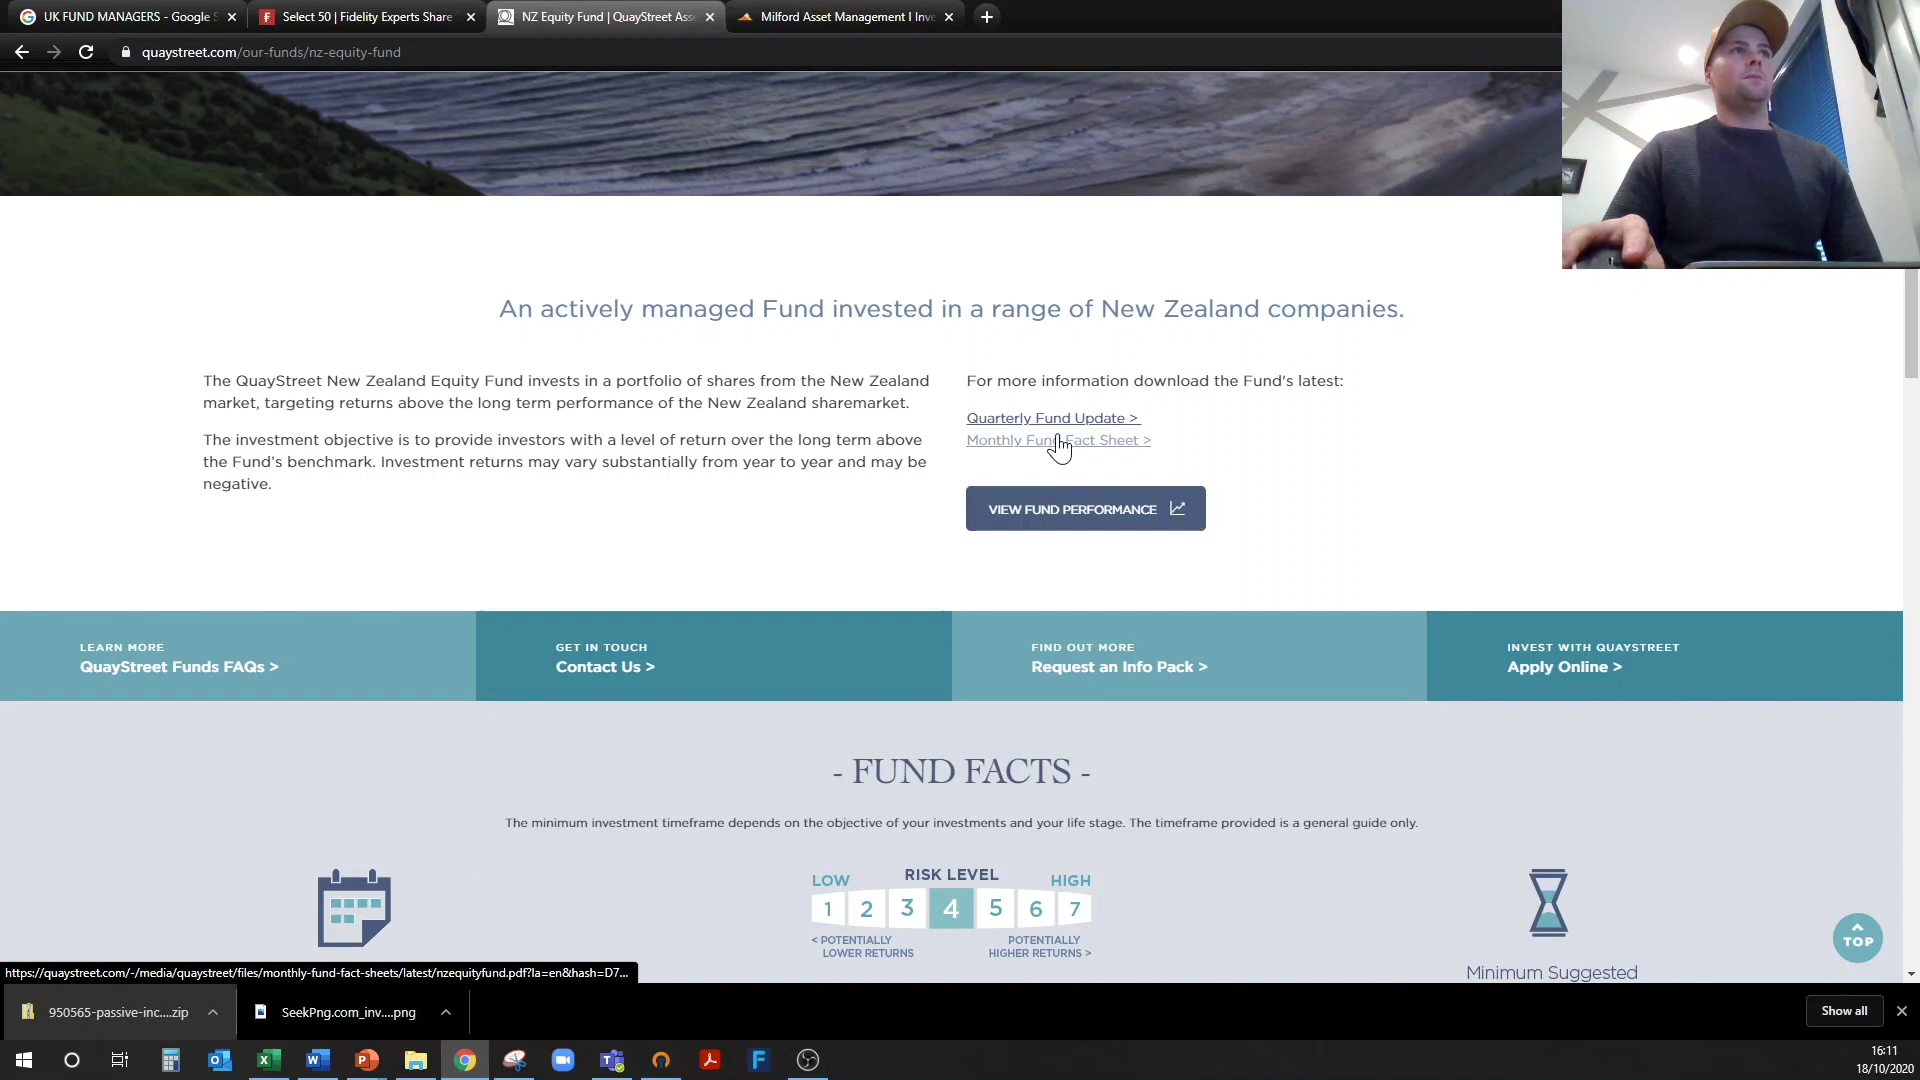 UK FUND MANAGERS - Google S
Select 50 | Fidelity Experts Share
NZ Equity Fund | QuayStreet Asse
Milford Asset Management I Inve
quaystreet.com/our-funds/nz-equity-fund
An actively managed Fund invested in a range of New Zealand companies.
The QuayStreet New Zealand Equity Fund invests in a portfolio of shares from the New Zealand
market, targeting returns above the long term performance of the New Zealand sharemarket.
The investment objective is to provide investors with a level of return over the long term above
the Fund's benchmark. Investment returns may vary substantially from year to year and may be
negative.
For more information download the Fund's latest:
Quarterly Fund Update >
Monthly Fund Fact Sheet >
VIEW FUND PERFORMANCE
LEARN MORE
QuayStreet Funds FAQs >
GET IN TOUCH
Contact Us >
FIND OUT MORE
Request an Info Pack >
INVEST WITH QUAYSTREET
Apply Online >
- FUND FACTS -
The minimum investment timeframe depends on the objective of your investments and your life stage. The timeframe provided is a general guide only.
RISK LEVEL
LOW HIGH
1 2 3 4 5 6 7
< POTENTIALLY LOWER RETURNS
POTENTIALLY HIGHER RETURNS >
Minimum Suggested
TOP
https://quaystreet.com/-/media/quaystreet/files/monthly-fund-fact-sheets/latest/nzequityfund.pdf?la=en&hash=D7...
950565-passive-inc....zip
SeekPng.com_inv....png
Show all
16:11
18/10/2020